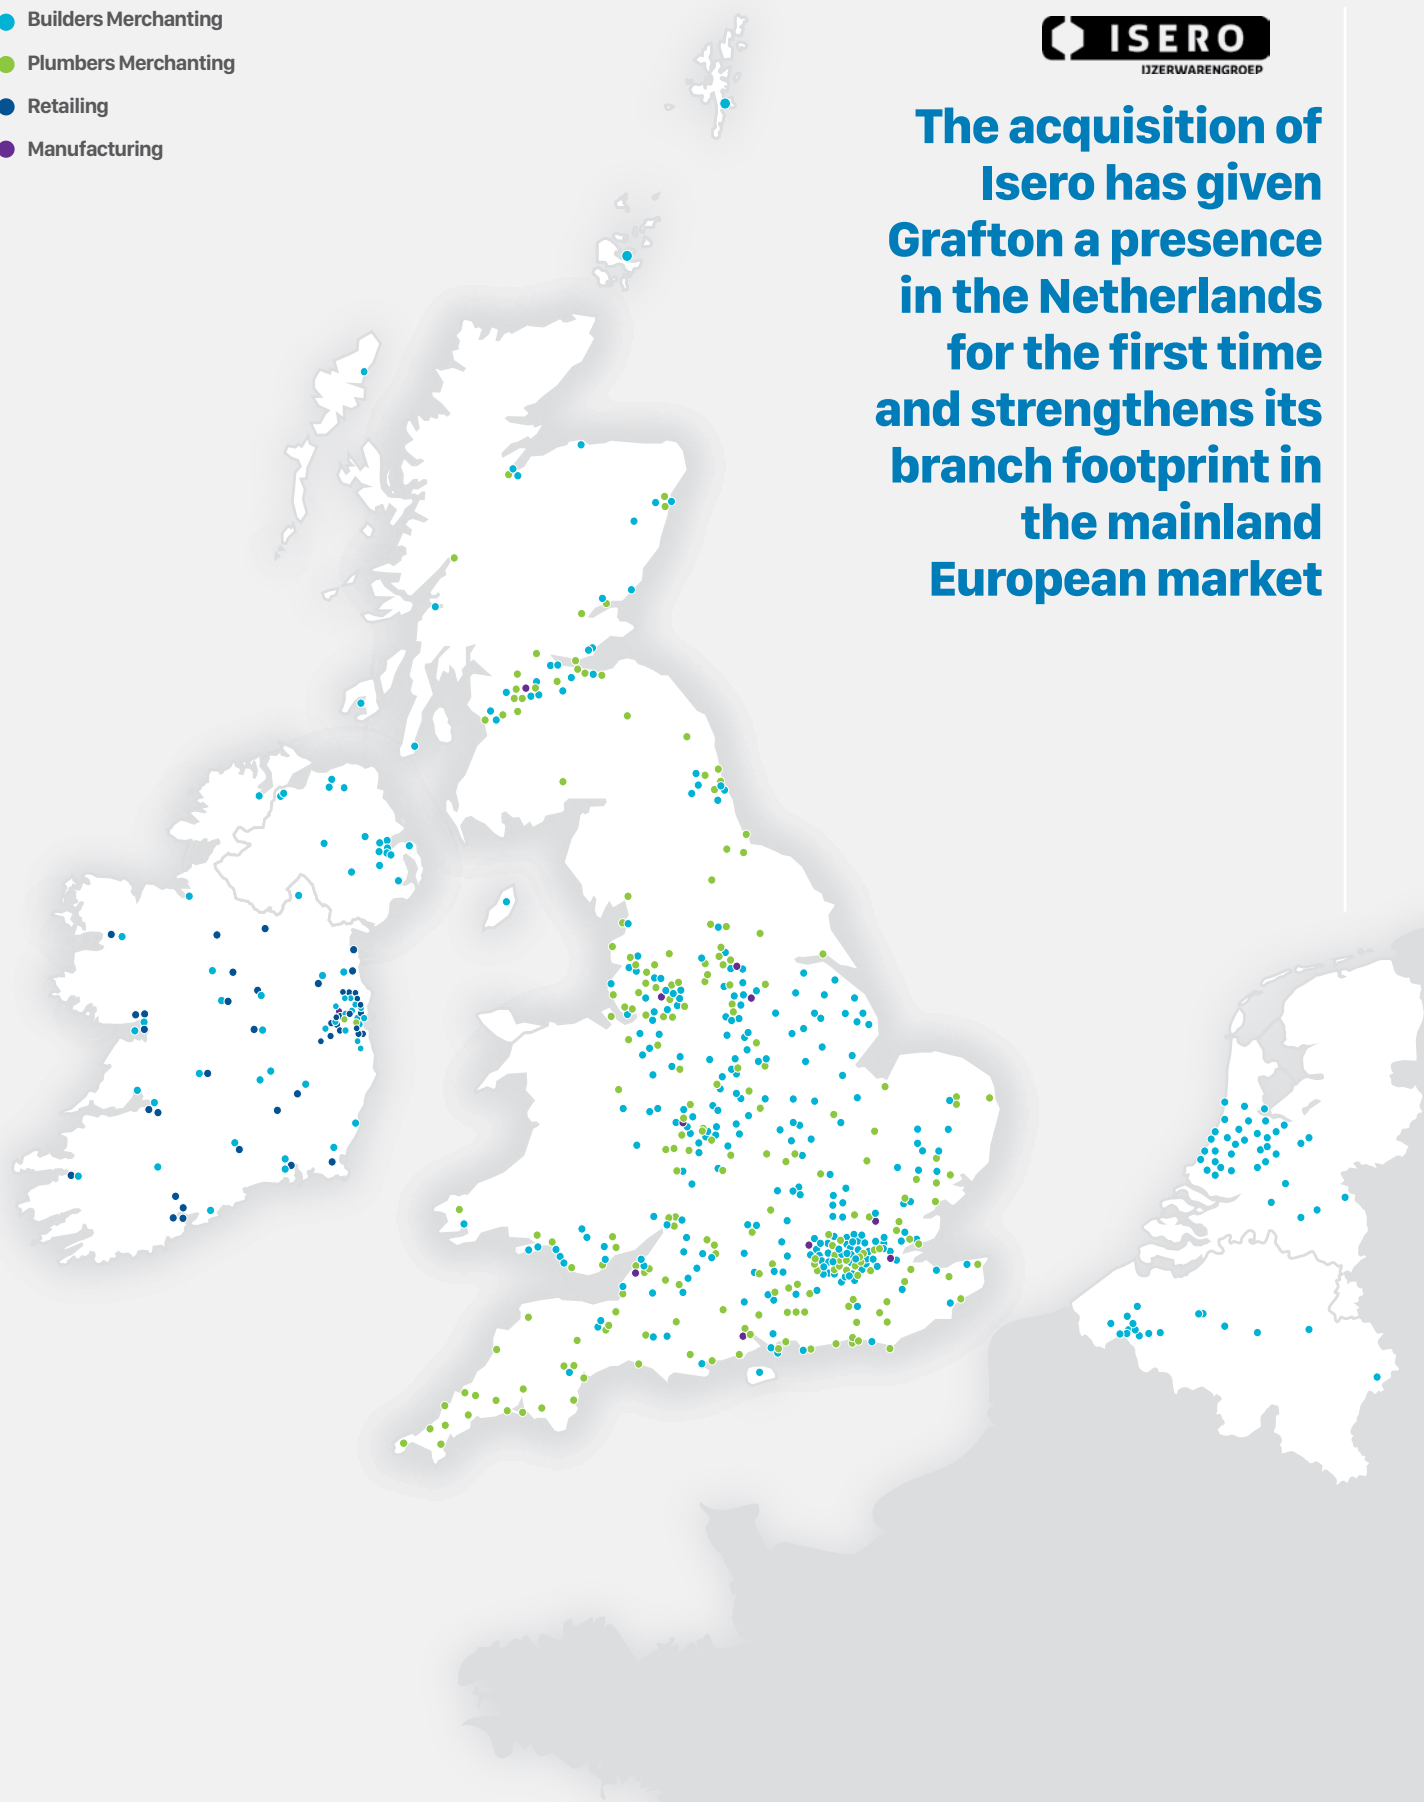 Builders Merchanting
Plumbers Merchanting
Retailing
Manufacturing
ISERO
IJZERWARENGROEP
The acquisition of
Isero has given
Grafton a presence
in the Netherlands
for the first time
and strengthens its
branch footprint in
the mainland
European market